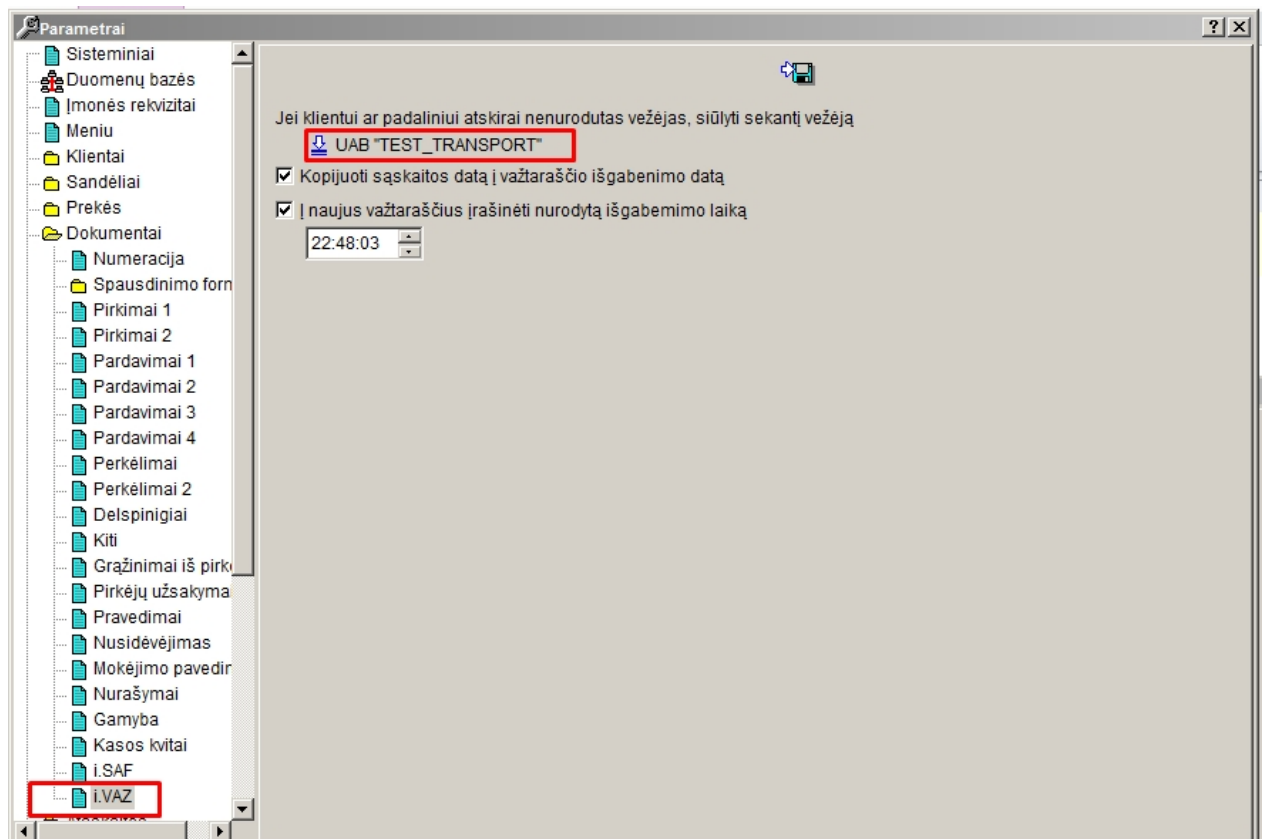 Parametrai
Sisteminiai
Duomenų bazės
Įmonės rekvizitai
Meniu
Klientai
Sandėliai
Prekės
Dokumentai
Numeracija
Spausdinimo form
Pirkimai 1
Pirkimai 2
Pardavimai 1
Pardavimai 2
Pardavimai 3
Pardavimai 4
Perkėlimai
Perkėlimai 2
Delspinigiai
Kiti
Grąžinimai iš pirk
Pirkėjų užsakyma
Pravedimai
Nusidėvėjimas
Mokėjimo pavedin
Nurašymai
Gamyba
Kasos kvitai
i.SAF
i.VAZ
Jei klientui ar padaliniui atskirai nenurodutas vežėjas, siūlyti sekantį vežėją
UAB "TEST_TRANSPORT"
Kopijuoti sąskaitos datą į važtaraščio išgabenimo datą
Į naujus važtaraščius įrašinėti nurodytą išgabemimo laiką
22:48:03